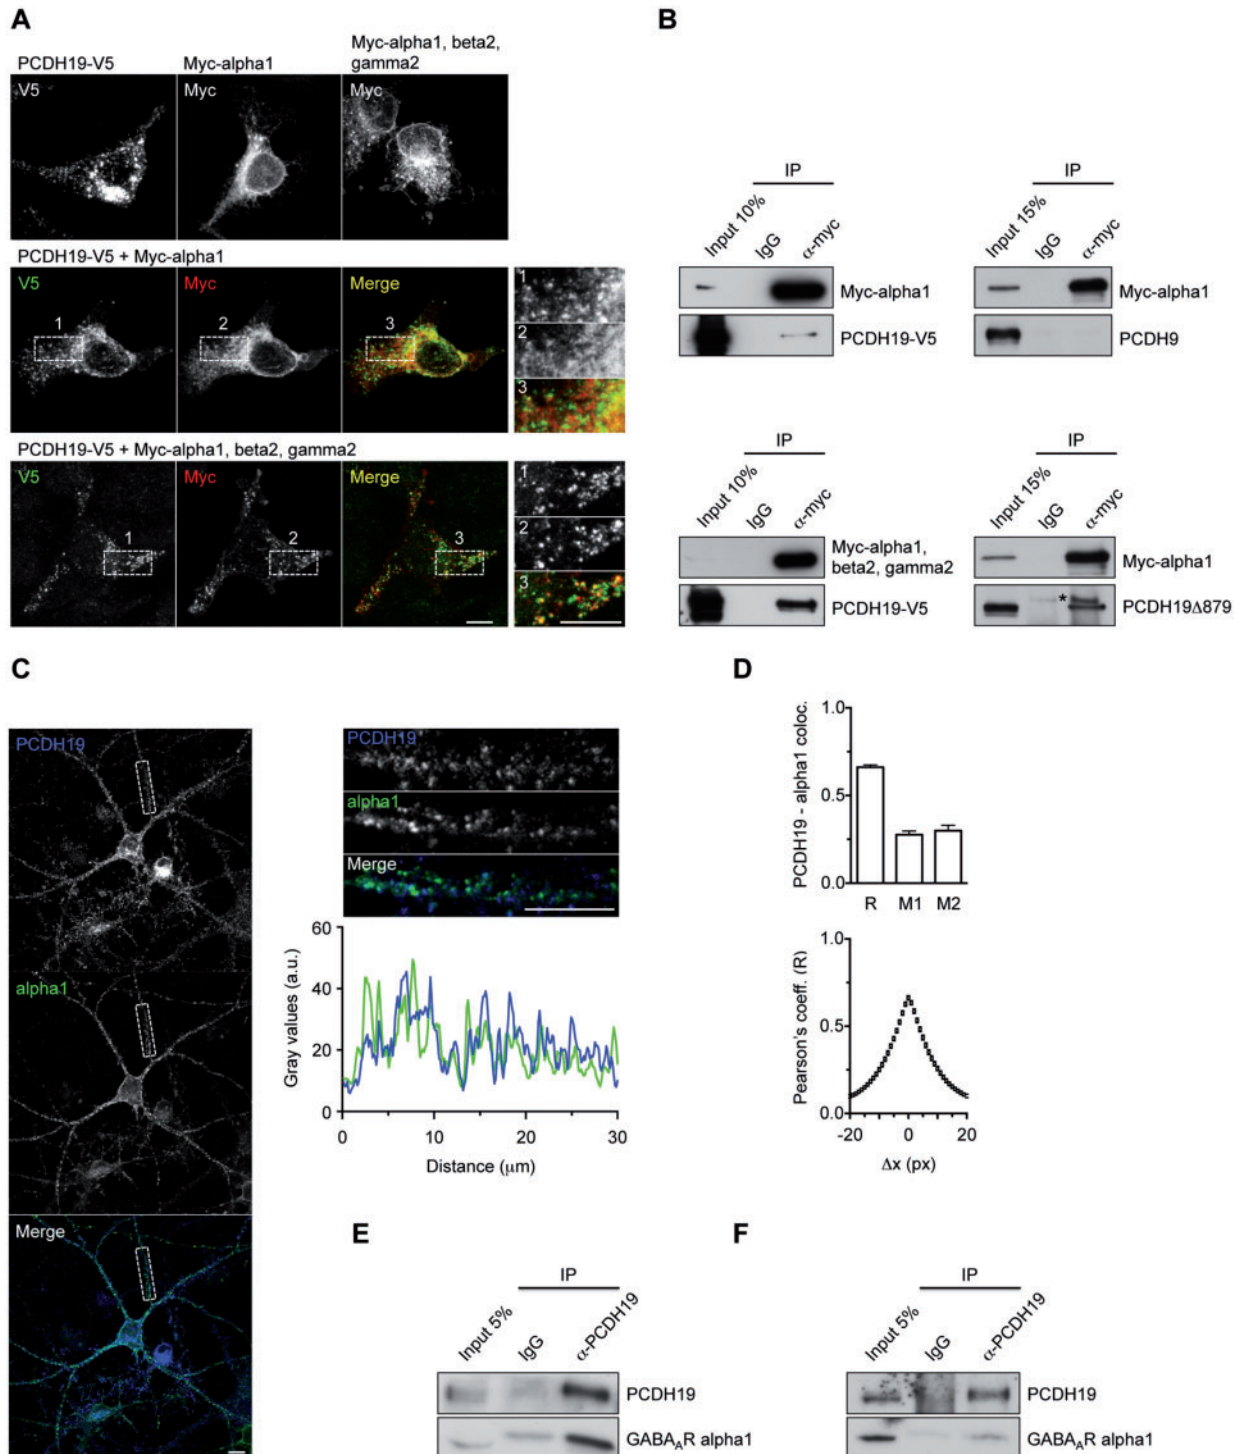 A
PCDH19-V5
Myc-alpha1
Myc-alpha1, beta2,
gamma2
V5
Myc
Myc
PCDH19-V5 + Myc-alpha1
V5
Myc
Merge
1
2
3
1
2
3
PCDH19-V5 + Myc-alpha1, beta2, gamma2
V5
Myc
Merge
1
2
3
1
2
3
B
IP
Input 10%
IgG
α-myc
Myc-alpha1
PCDH19-V5
IP
Input 15%
IgG
α-myc
Myc-alpha1
PCDH9
IP
Input 10%
IgG
α-myc
Myc-alpha1,
beta2, gamma2
PCDH19-V5
IP
Input 15%
IgG
α-myc
Myc-alpha1
*
PCDH19Δ879
C
PCDH19
alpha1
Merge
PCDH19
alpha1
Merge
Gray values (a.u.)
60
40
20
0
0
10
20
30
Distance (μm)
D
PCDH19 - alpha1 coloc.
1.0
0.5
0.0
R
M1
M2
Pearson's coeff. (R)
1.0
0.5
0.0
-20
0
20
Δx (px)
E
IP
Input 5%
IgG
α-PCDH19
PCDH19
GABAAR alpha1
F
IP
Input 5%
IgG
α-PCDH19
PCDH19
GABAAR alpha1